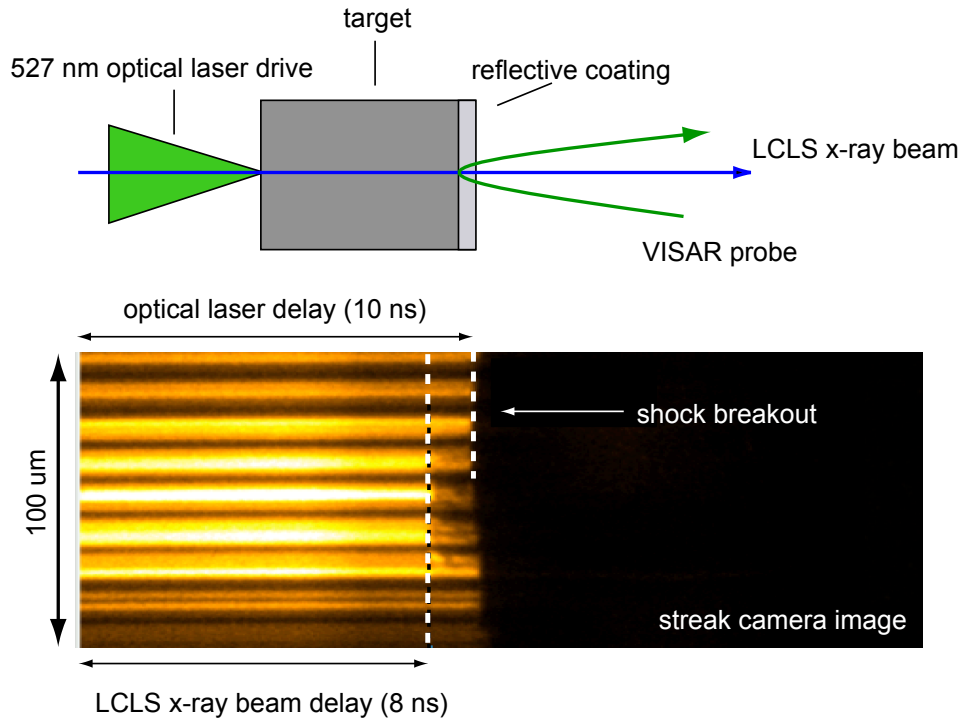 target
527 nm optical laser drive
reflective coating
LCLS x-ray beam
VISAR probe
optical laser delay (10 ns)
shock breakout
100 um
streak camera image
LCLS x-ray beam delay (8 ns)